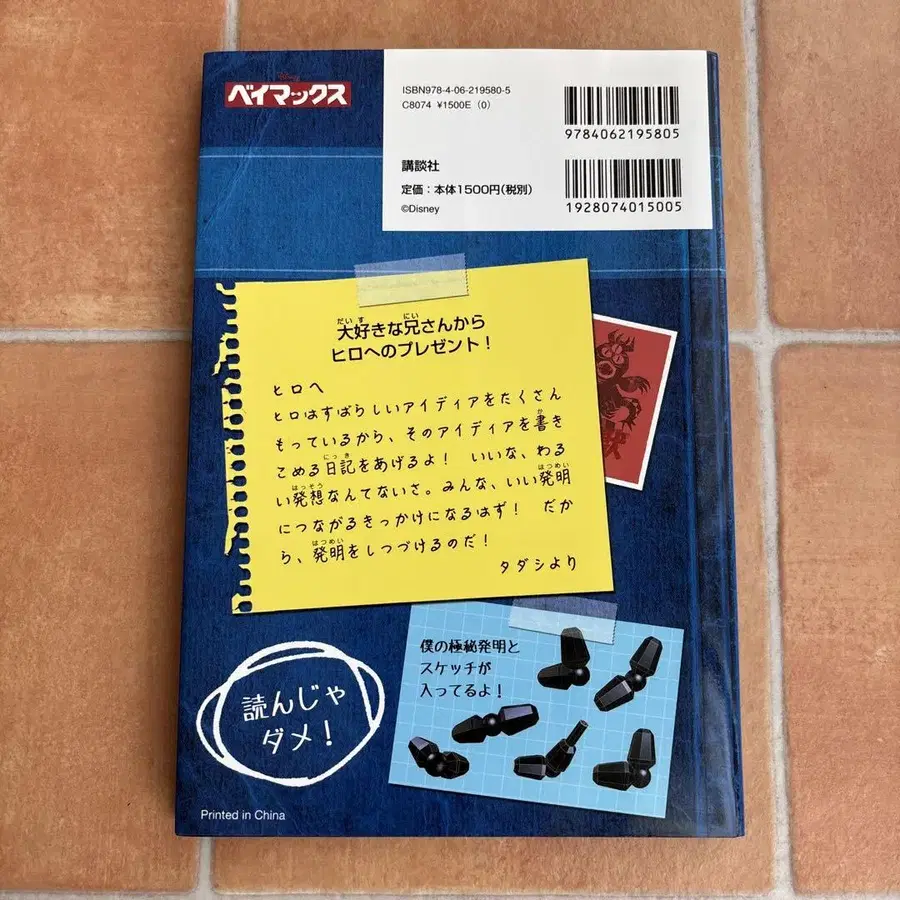 Disney
ベイマックス
ISBN978-4-06-219580-5
C8074 ¥1500E (0)
9784062195805
講談社
定価：本体1500円(税別)
©Disney
1928074015005
大好きな兄さんから
ヒロへのプレゼント！
ヒロへ
ヒロはすばらしいアイディアをたくさん
もっているから、そのアイディアを書き
こめる日記をあげるよ！ いいな、わる
い発想なんてないさ。みんな、いい発明
につながるきっかけになるはず！ だか
ら、発明をしつづけるのだ！
タダシより
僕の極秘発明と
スケッチが
入ってるよ！
読んじゃ
ダメ！
Printed in China